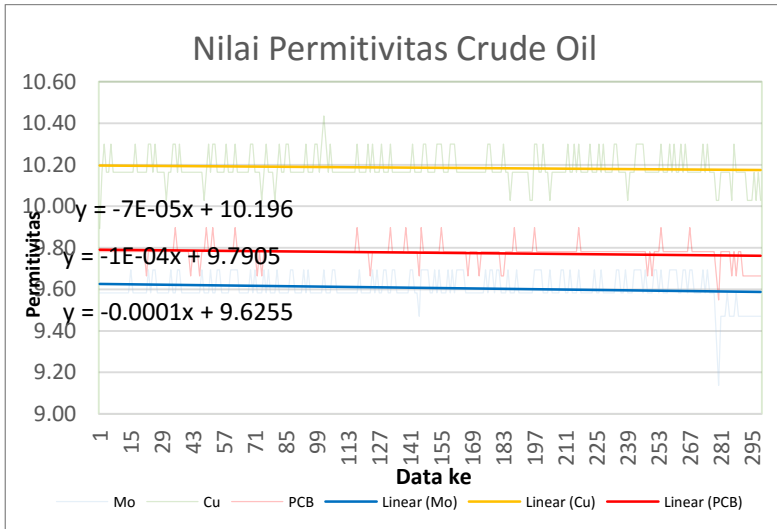 Nilai Permitivitas Crude Oil
10.60
10.40
10.20
10.00
9.80
9.60
9.40
9.20
9.00
Permitivitas
y = -7E-05x + 10.196
y = -1E-04x + 9.7905
y = -0.0001x + 9.6255
1 15 29 43 57 71 85 99 113 127 141 155 169 183 197 211 225 239 253 267 281 295
Data ke
Mo Cu PCB Linear (Mo) Linear (Cu) Linear (PCB)